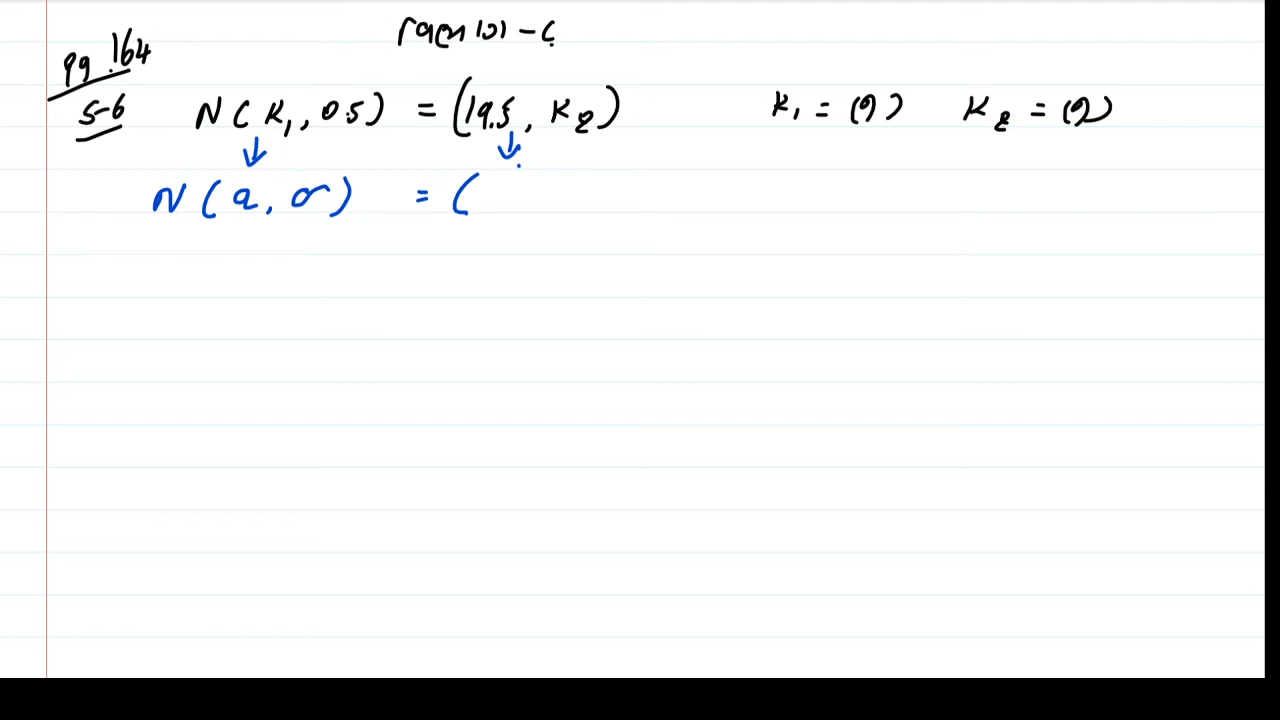 pg 164
5-6 N(K₁, 0.5) = (19.5, K₂) K₁ = (?) K₂ = (?)
↓ ↓
N(a, σ) = (